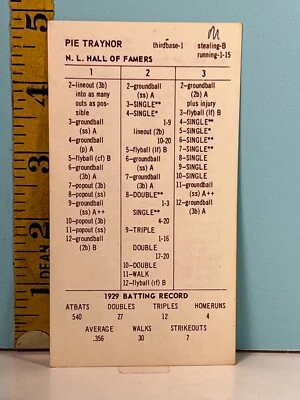 M
PIE TRAYNOR thirdbase-1 stealing-B
N. L. HALL OF FAMERS running-1-15
1
2-lineout (3b)
into as many
outs as pos-
sible
3-groundball
(ss) A
4-groundball
(p) A
5-flyball (cf) B
6-groundball
(3b) A
7-popout (3b)
8-popout (ss)
9-groundball
(ss) A++
10-popout (3b)
11-popout (ss)
12-groundball
(2b) B
2
2-groundball
(ss) A
3-SINGLE**
4-SINGLE*
1-9
lineout (2b)
10-20
5-flyball (lf) B
6-groundball
(3b) A
7-groundball
(ss) A
8-DOUBLE**
1-3
SINGLE**
4-20
9-TRIPLE
1-16
DOUBLE
17-20
10-DOUBLE
11-WALK
12-flyball (rf) B
3
2-groundball
(2b) A
plus injury
3-flyball (lf) B
4-SINGLE*
5-SINGLE*
6-SINGLE**
7-SINGLE
8-SINGLE
9-SINGLE
10-SINGLE
11-groundball
(ss) A++
12-groundball
(3b) A
1929 BATTING RECORD
ATBATS DOUBLES TRIPLES HOMERUNS
540 27 12 4
AVERAGE WALKS STRIKEOUTS
.356 30 7
DEAN
2